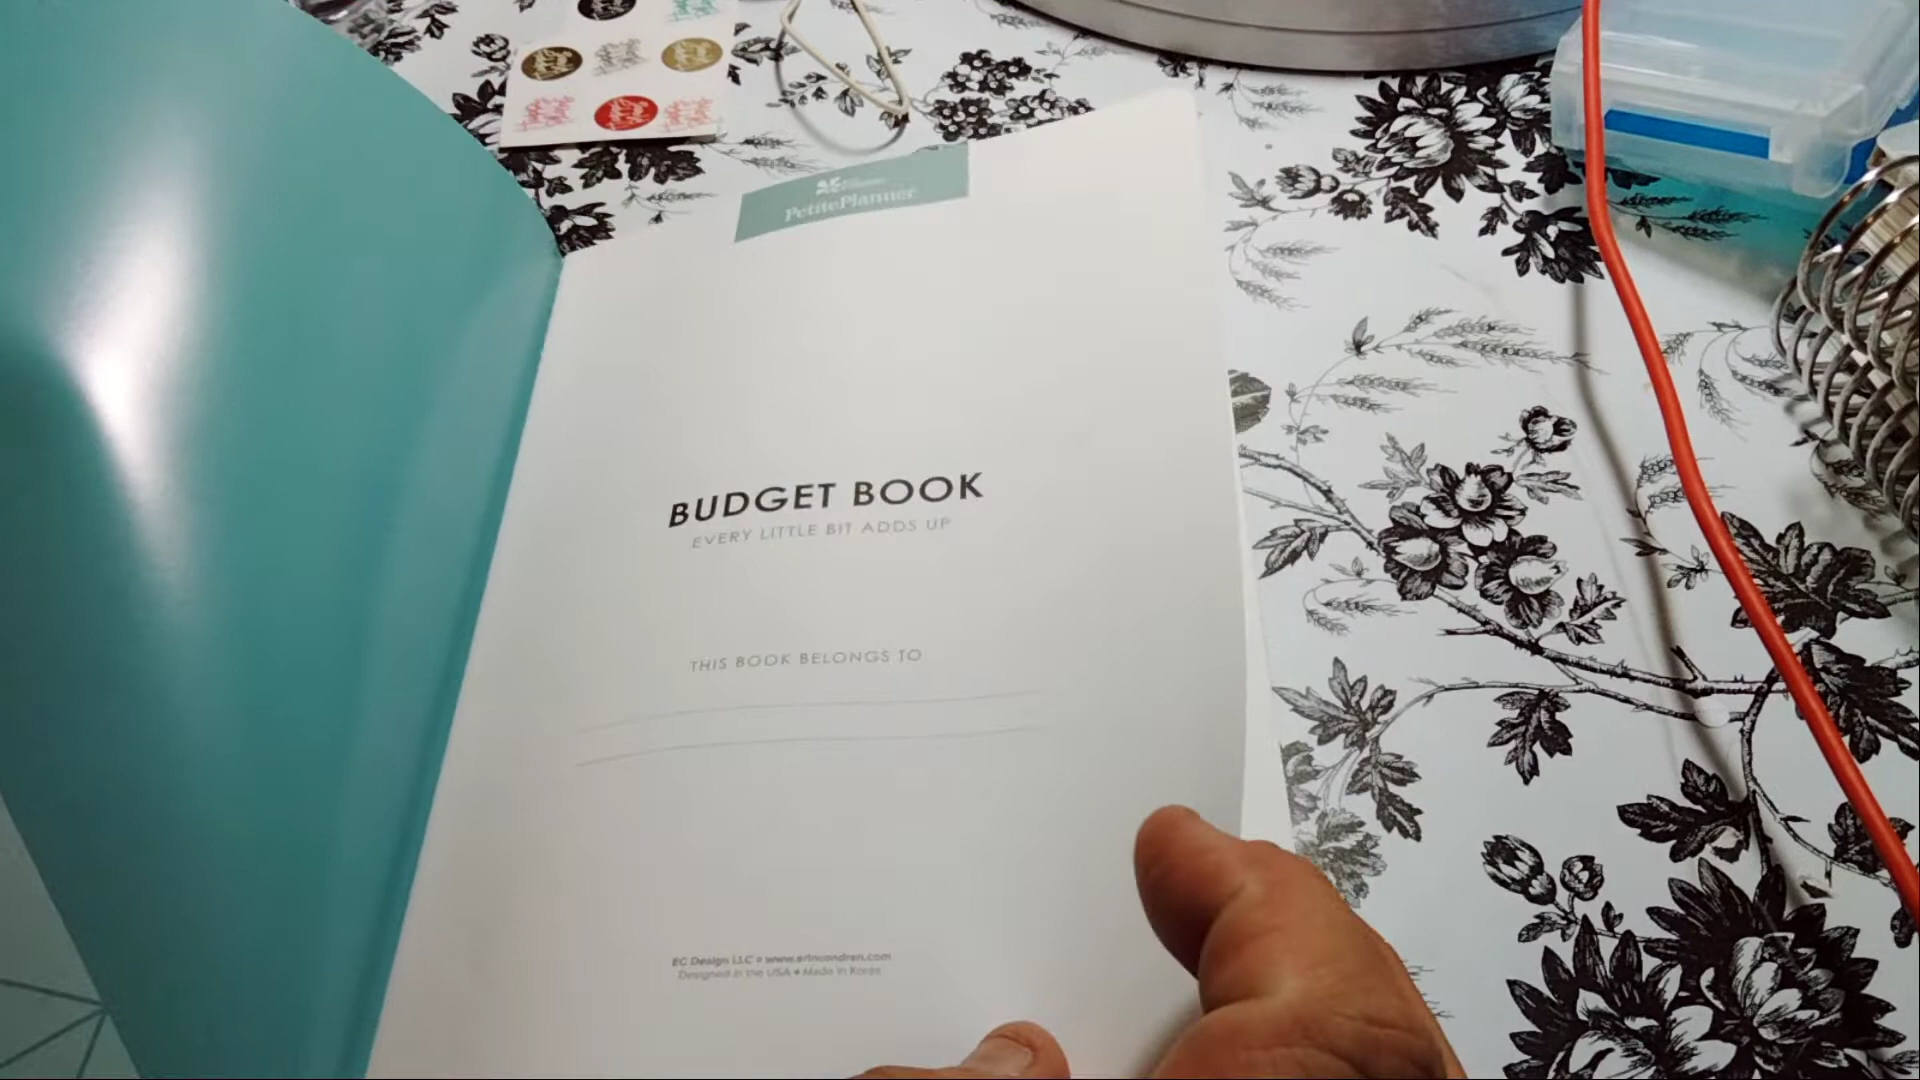 PetitePlanner
BUDGET BOOK
EVERY LITTLE BIT ADDS UP
THIS BOOK BELONGS TO
EC Design LLC • www.erincondren.com
Designed in the USA • Made in Korea